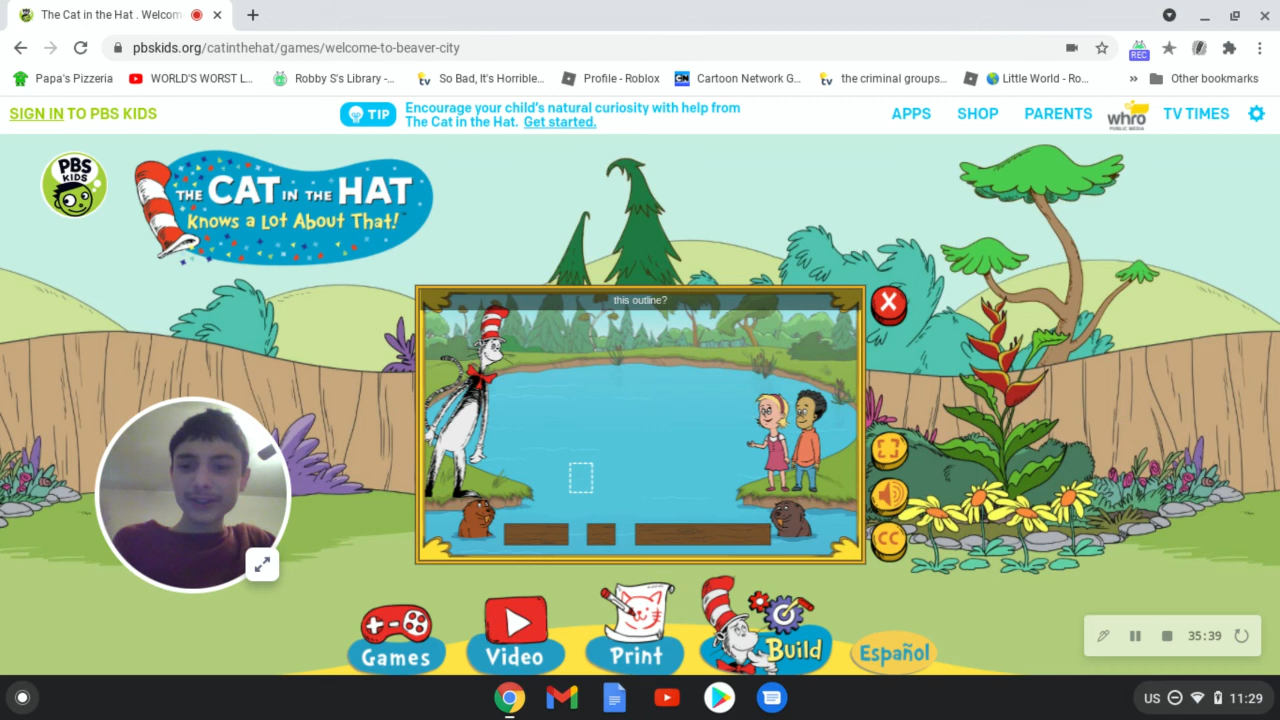 The Cat in the Hat . Welcom
pbskids.org/catinthehat/games/welcome-to-beaver-city
REC
Papa's Pizzeria
WORLD'S WORST L...
Robby S's Library -...
tv
So Bad, It's Horrible...
Profile - Roblox
CN
Cartoon Network G...
tv
the criminal groups...
Little World - Ro...
»
Other bookmarks
SIGN IN TO PBS KIDS
TIP
Encourage your child's natural curiosity with help from
The Cat in the Hat. Get started.
APPS
SHOP
PARENTS
whro
PUBLIC MEDIA
TV TIMES
PBS
KIDS
THE CAT IN THE HAT
Knows a Lot About That!
this outline?
CC
Games
Video
Print
Build
Español
35:39
US
11:29